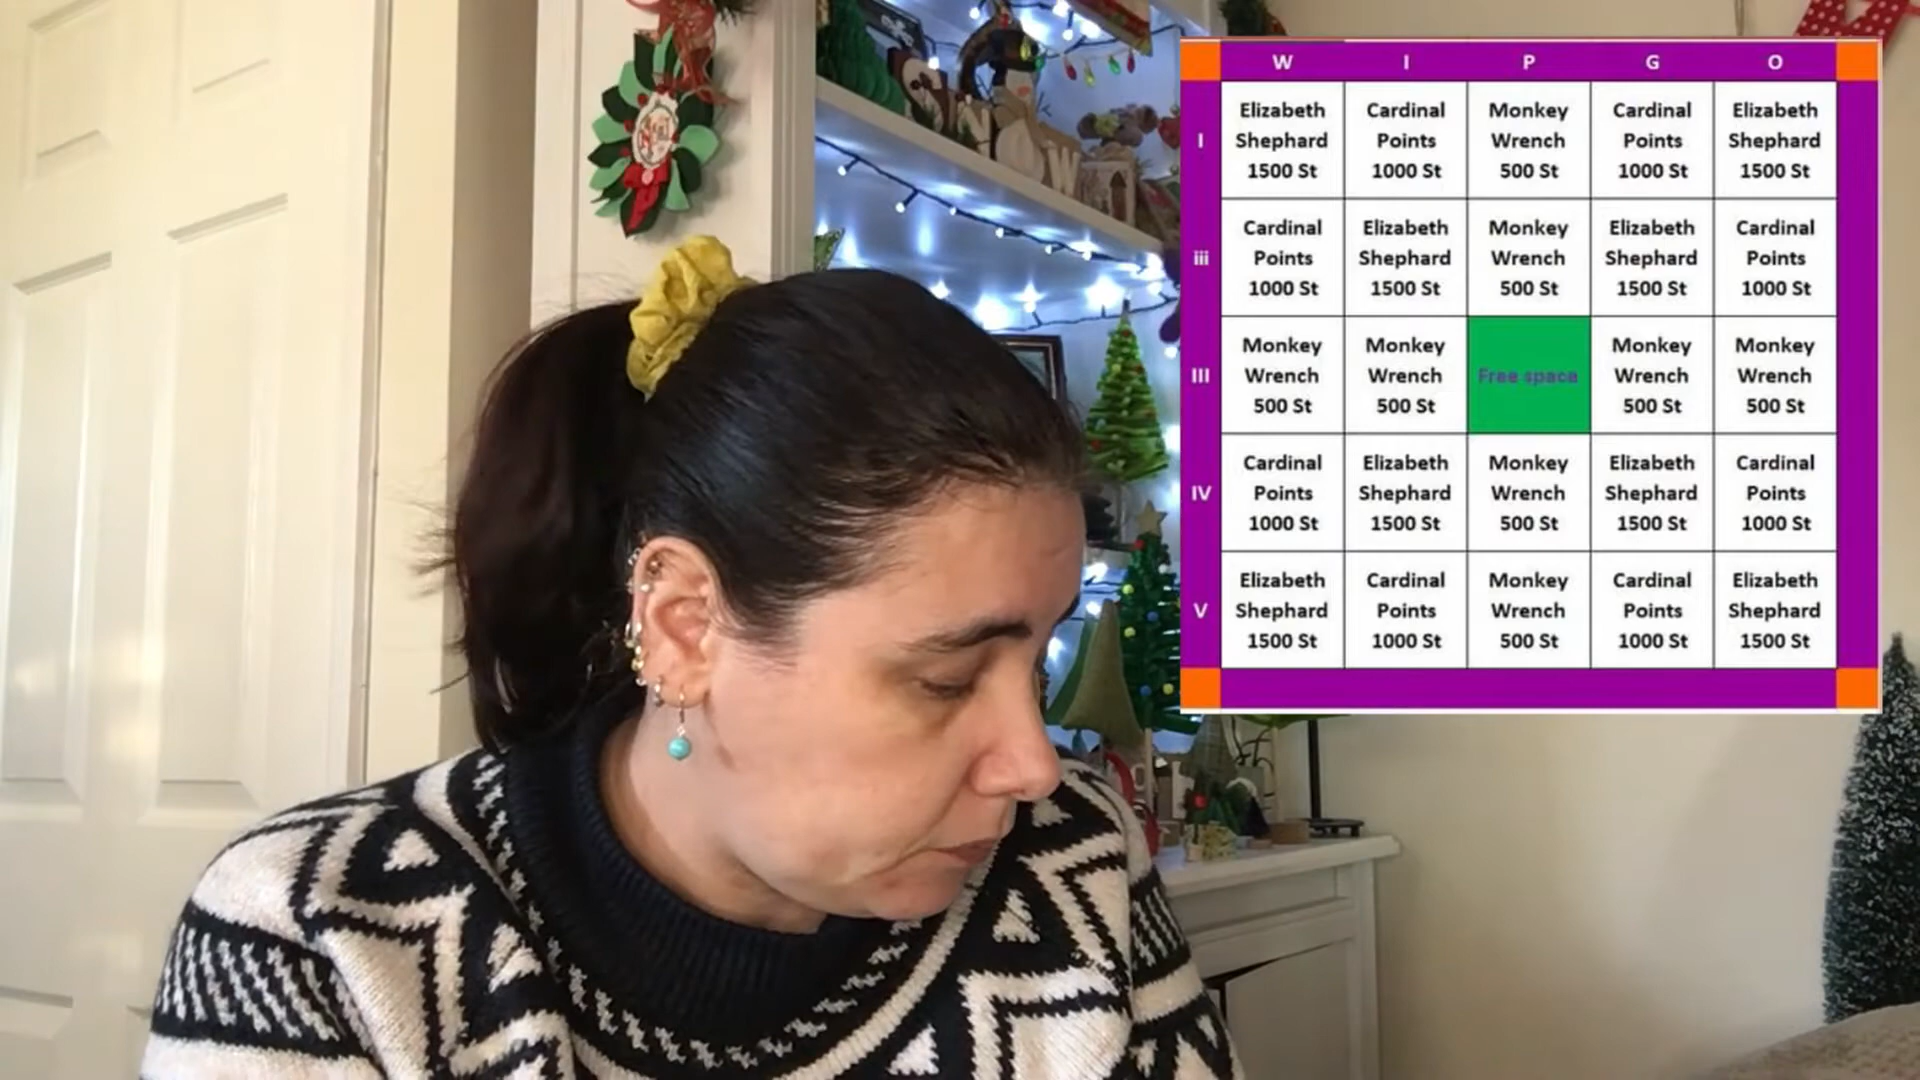 SNOW
W I P G O
I
Elizabeth Shephard 1500 St
Cardinal Points 1000 St
Monkey Wrench 500 St
Cardinal Points 1000 St
Elizabeth Shephard 1500 St
iii
Cardinal Points 1000 St
Elizabeth Shephard 1500 St
Monkey Wrench 500 St
Elizabeth Shephard 1500 St
Cardinal Points 1000 St
III
Monkey Wrench 500 St
Monkey Wrench 500 St
Free spaca
Monkey Wrench 500 St
Monkey Wrench 500 St
IV
Cardinal Points 1000 St
Elizabeth Shephard 1500 St
Monkey Wrench 500 St
Elizabeth Shephard 1500 St
Cardinal Points 1000 St
V
Elizabeth Shephard 1500 St
Cardinal Points 1000 St
Monkey Wrench 500 St
Cardinal Points 1000 St
Elizabeth Shephard 1500 St